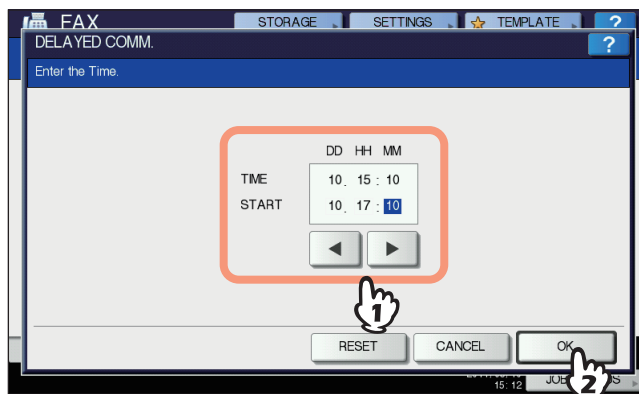 FAX STORAGE SETTINGS TEMPLATE ?
DELAYED COMM. ?
Enter the Time.
DD HH MM
TIME 10. 15 : 10
START 10. 17 : 10
1
RESET CANCEL OK
2
15: 12